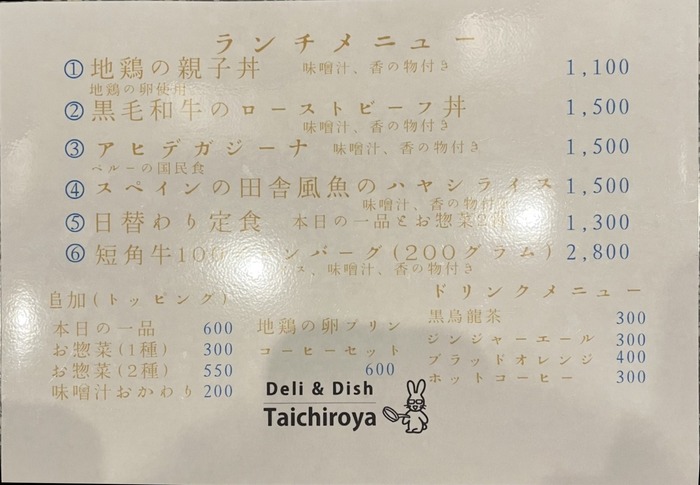 ランチメニュー
① 地鶏の親子丼 味噌汁、香の物付き 1,100
地鶏の卵使用
② 黒毛和牛のローストビーフ丼 1,500
味噌汁、香の物付き
③ アヒデガジーナ 味噌汁、香の物付き 1,500
ペルーの国民食
④ スペインの田舎風魚のハヤシライス 1,500
味噌汁、香の物付
⑤ 日替わり定食 本日の一品とお惣菜2種 1,300
⑥ 短角牛100 ンバーグ(200グラム) 2,800
ス、味噌汁、香の物付き
追加(トッピング)
本日の一品 600
お惣菜(1種) 300
お惣菜(2種) 550
味噌汁おかわり 200
地鶏の卵プリン
コーヒーセット
600
ドリンクメニュー
黒烏龍茶 300
ジンジャーエール 300
ブラッドオレンジ 400
ホットコーヒー 300
Deli & Dish
Taichiroya